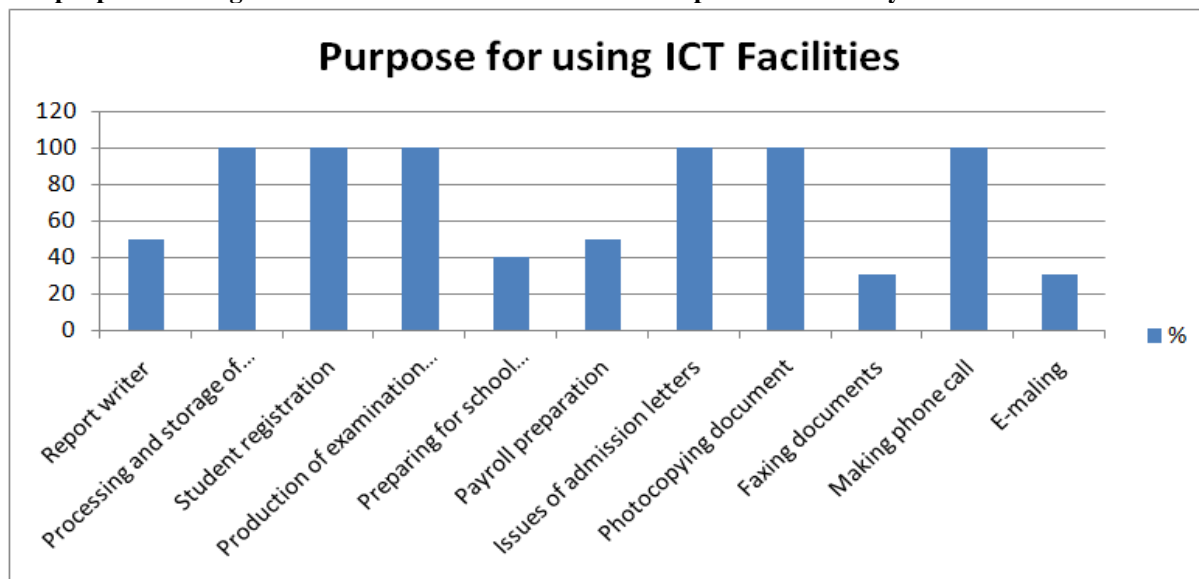 Purpose for using ICT Facilities
120
100
80
60
40
20
0
Report writer
Processing and storage of...
Student registration
Production of examination...
Preparing for school...
Payroll preparation
Issues of admission letters
Photocopying document
Faxing documents
Making phone call
E-maling
%